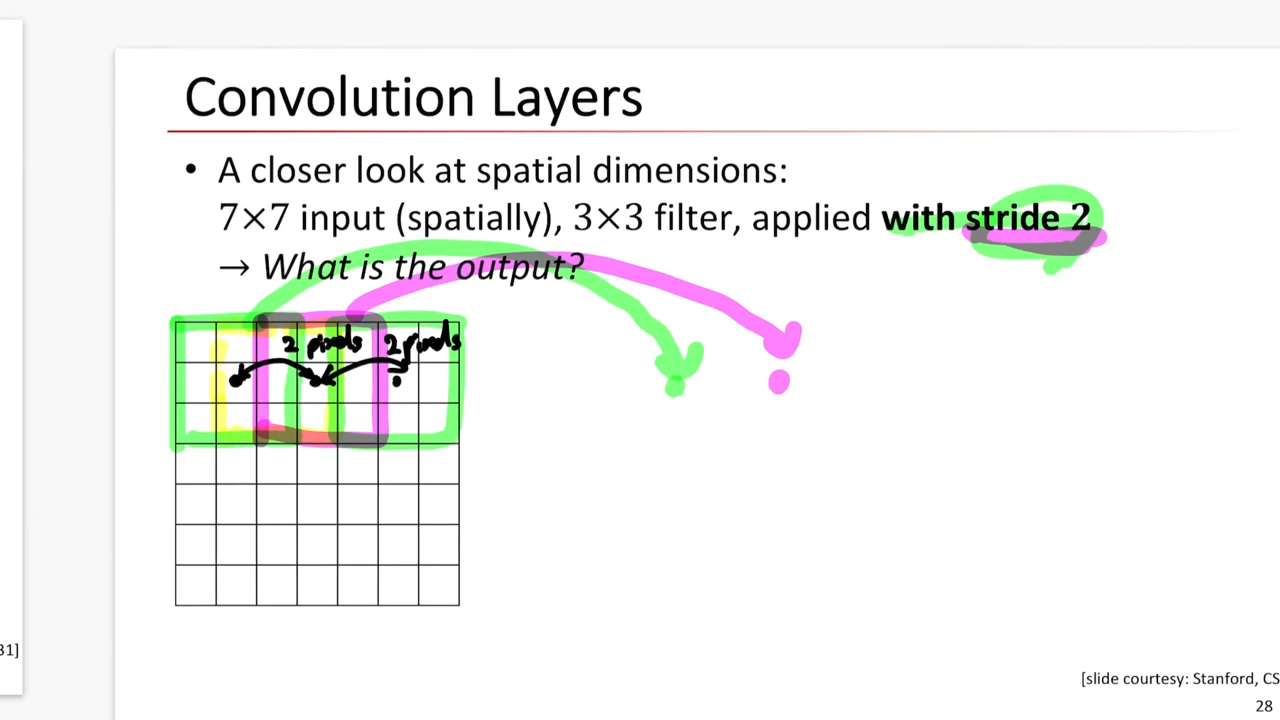 Convolution Layers
• A closer look at spatial dimensions:
7×7 input (spatially), 3×3 filter, applied with stride 2
→ What is the output?
2 pixels 2 pixels
31]
[slide courtesy: Stanford, CS
28